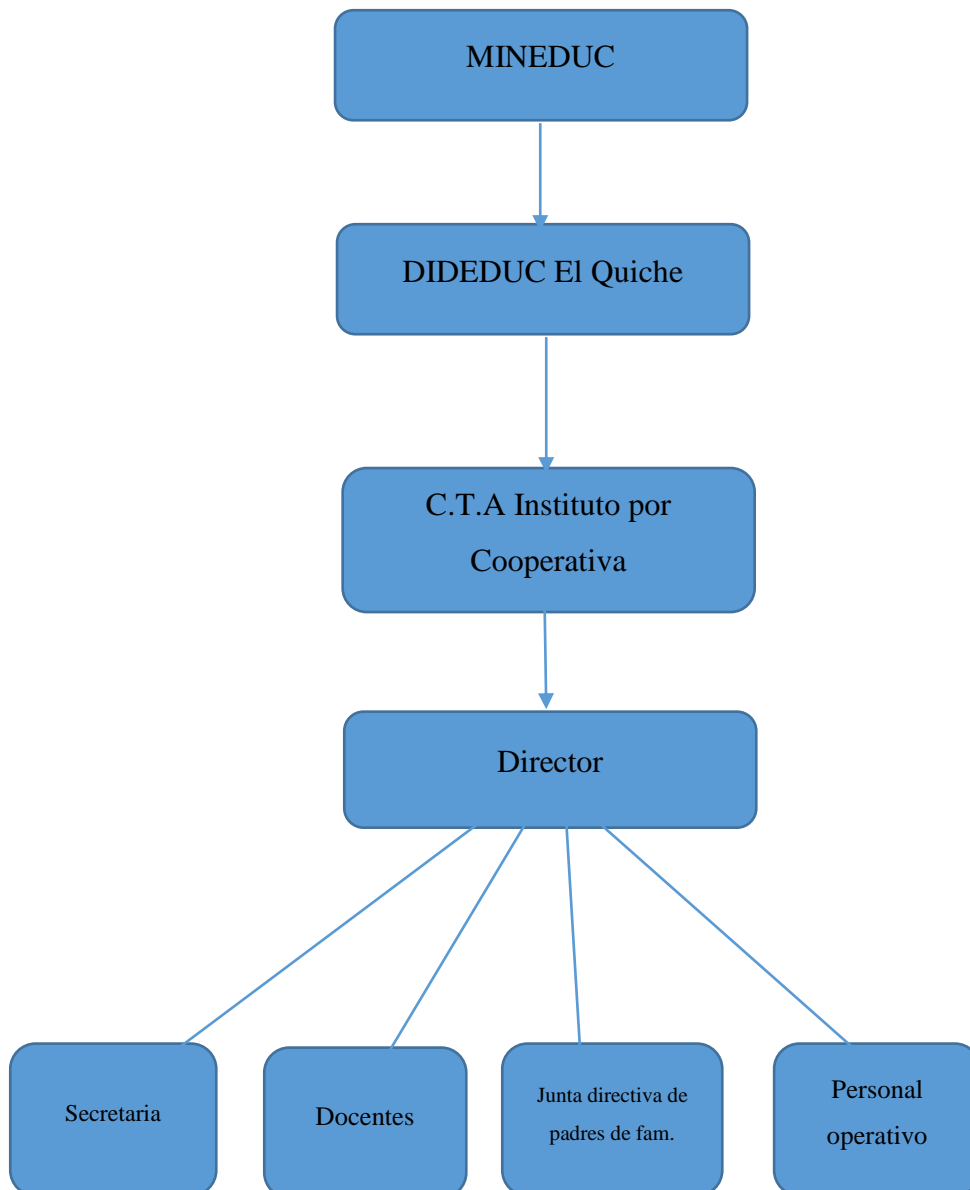 MINEDUC
DIDEDUC El Quiche
C.T.A Instituto por
Cooperativa
Director
Secretaria
Docentes
Junta directiva de
padres de fam.
Personal
operativo